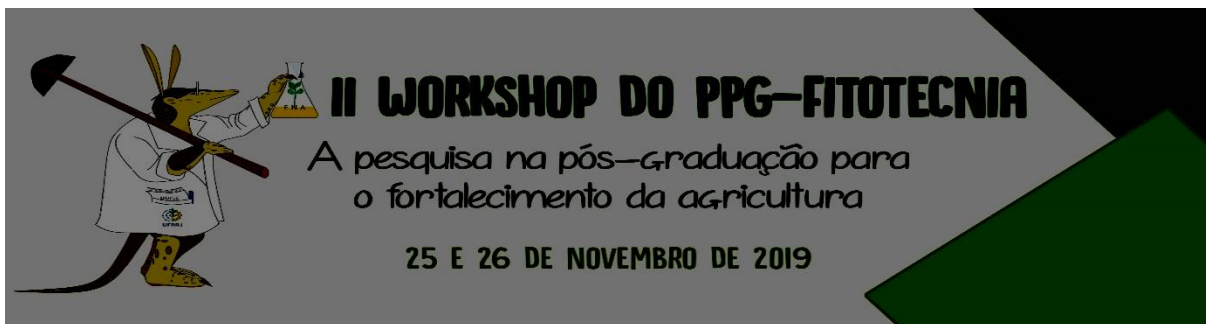 II WORKSHOP DO PPG-FITOTECNIA
A pesquisa na pós-graduação para
o fortalecimento da agricultura
25 E 26 DE NOVEMBRO DE 2019